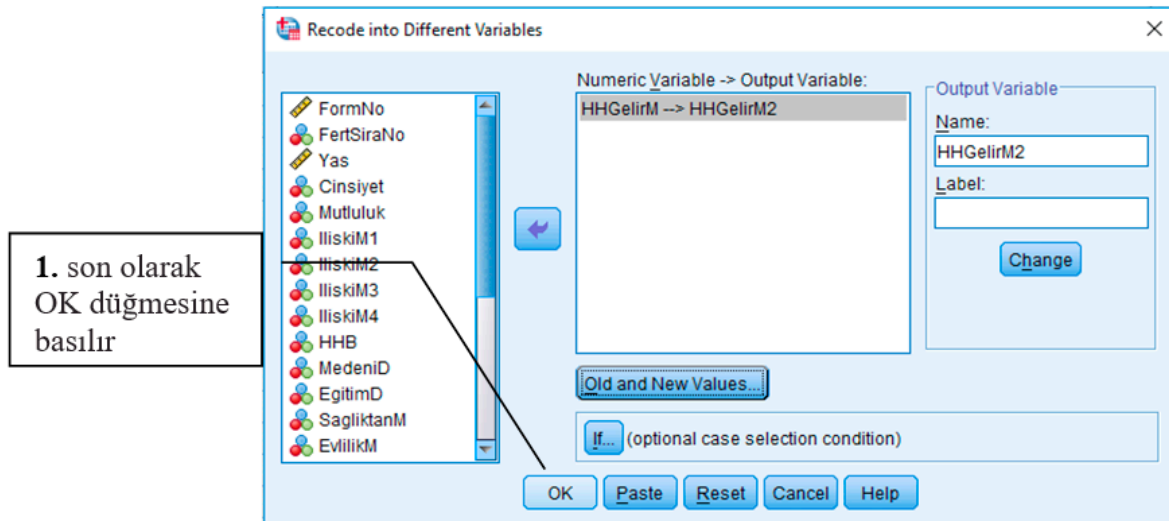 Recode into Different Variables
1. son olarak
OK düğmesine
basılır
FormNo
FertSiraNo
Yas
Cinsiyet
Mutluluk
IliskiM1
IliskiM2
IliskiM3
IliskiM4
HHB
MedeniD
EgitimD
SagliktanM
EvlilikM
Numeric Variable -> Output Variable:
HHGelirM --> HHGelirM2
Output Variable
Name:
HHGelirM2
Label:
Change
Old and New Values...
If... (optional case selection condition)
OK Paste Reset Cancel Help